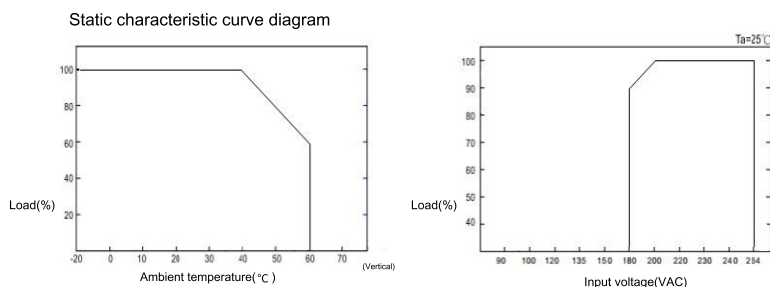 Static characteristic curve diagram
Ta=25℃
100
80
60
40
20
Load(%)
-20 0 10 20 30 40 50 60 70
(Vertical)
Ambient temperature(℃)
100
90
80
70
60
50
40
Load(%)
90 100 120 135 150 180 200 220 230 240 254
Input voltage(VAC)